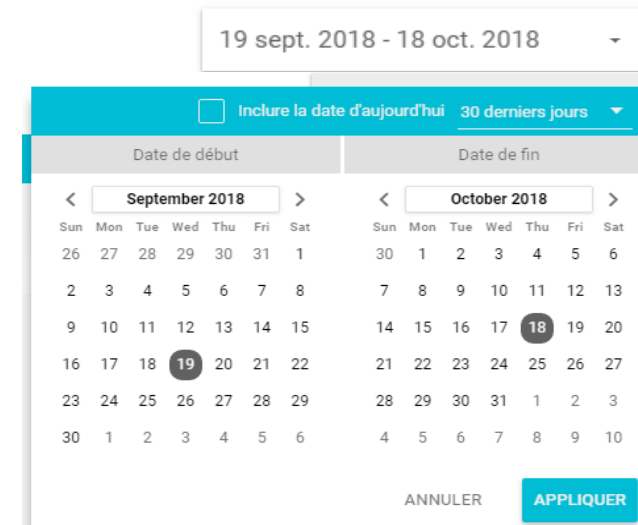 19 sept. 2018 - 18 oct. 2018
Inclure la date d'aujourd'hui 30 derniers jours
Date de début Date de fin
September 2018 October 2018
Sun Mon Tue Wed Thu Fri Sat Sun Mon Tue Wed Thu Fri Sat
26 27 28 29 30 31 1 30 1 2 3 4 5 6
2 3 4 5 6 7 8 7 8 9 10 11 12 13
9 10 11 12 13 14 15 14 15 16 17 18 19 20
16 17 18 19 20 21 22 21 22 23 24 25 26 27
23 24 25 26 27 28 29 28 29 30 31 1 2 3
30 1 2 3 4 5 6 4 5 6 7 8 9 10
ANNULER APPLIQUER